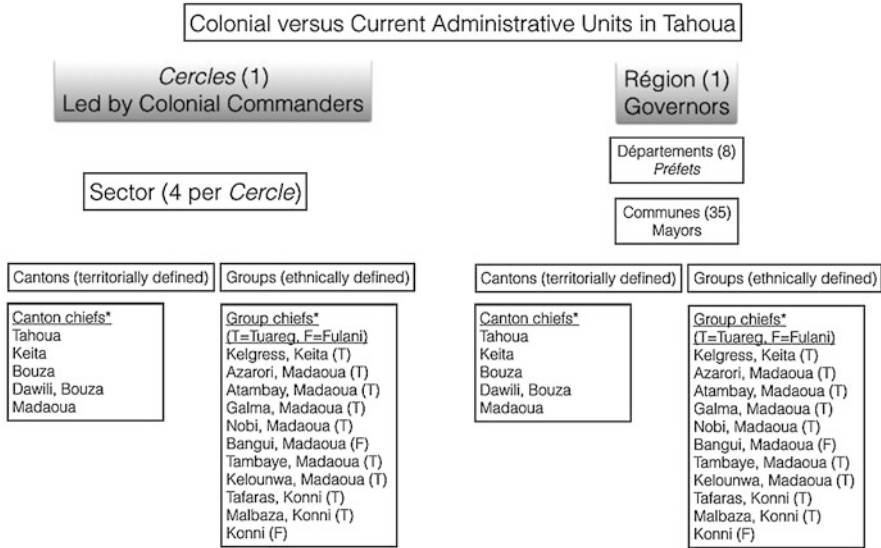 Colonial versus Current Administrative Units in Tahoua
Cercles (1)
Led by Colonial Commanders
Sector (4 per Cercle)
Cantons (territorially defined)
Canton chiefs*
Tahoua
Keita
Bouza
Dawili, Bouza
Madaoua
Groups (ethnically defined)
Group chiefs*
(T=Tuareg, F=Fulani)
Kelgress, Keita (T)
Azarori, Madaoua (T)
Atambay, Madaoua (T)
Galma, Madaoua (T)
Nobi, Madaoua (T)
Bangui, Madaoua (F)
Tambaye, Madaoua (T)
Kelounwa, Madaoua (T)
Tafaras, Konni (T)
Malbaza, Konni (T)
Konni (F)
Région (1)
Governors
Départements (8)
Préfets
Communes (35)
Mayors
Cantons (territorially defined)
Canton chiefs*
Tahoua
Keita
Bouza
Dawili, Bouza
Madaoua
Groups (ethnically defined)
Group chiefs*
(T=Tuareg, F=Fulani)
Kelgress, Keita (T)
Azarori, Madaoua (T)
Atambay, Madaoua (T)
Galma, Madaoua (T)
Nobi, Madaoua (T)
Bangui, Madaoua (F)
Tambaye, Madaoua (T)
Kelounwa, Madaoua (T)
Tafaras, Konni (T)
Malbaza, Konni (T)
Konni (F)